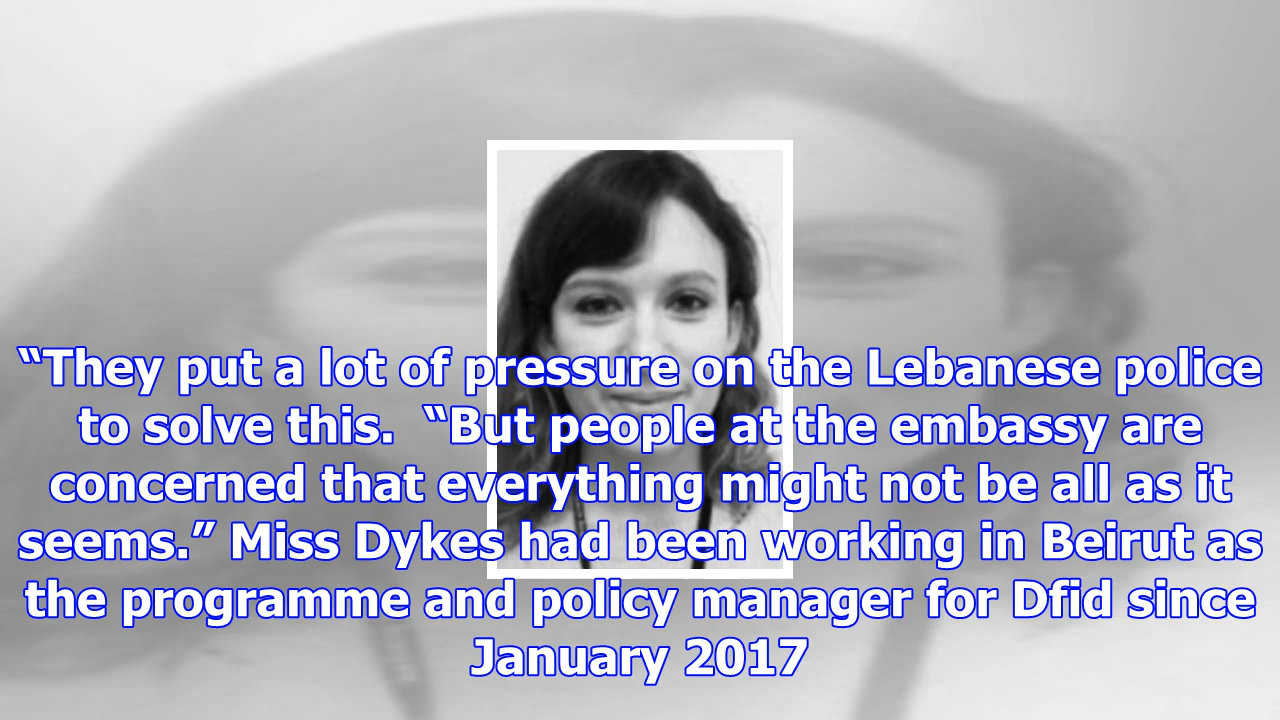 “They put a lot of pressure on the Lebanese police
to solve this.  “But people at the embassy are
concerned that everything might not be all as it
seems.” Miss Dykes had been working in Beirut as
the programme and policy manager for Dfid since
January 2017